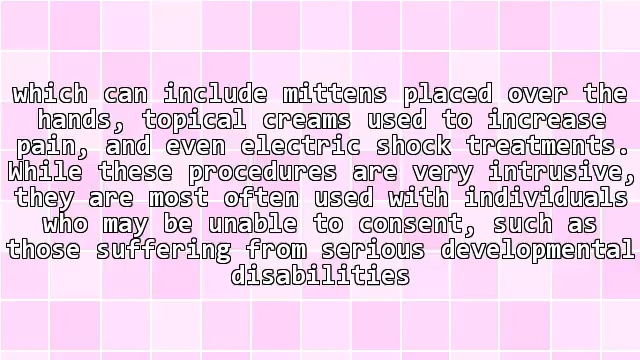 which can include mittens placed over the
hands, topical creams used to increase
pain, and even electric shock treatments.
While these procedures are very intrusive,
they are most often used with individuals
who may be unable to consent, such as
those suffering from serious developmental
disabilities